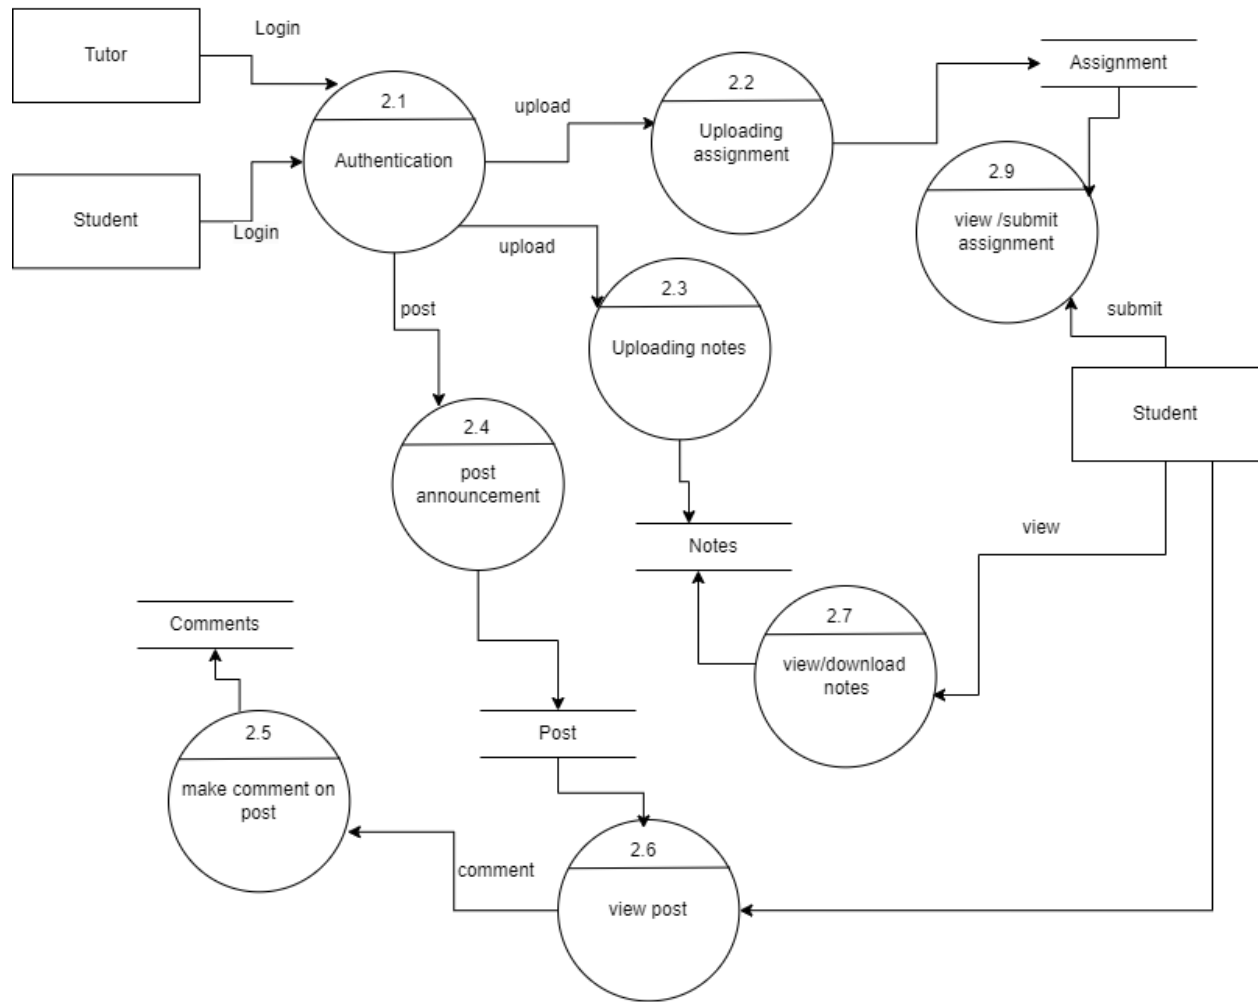 Login
Tutor
2.1
Authentication
Student
Login
upload
2.2
Uploading
assignment
Assignment
2.9
view /submit
assignment
upload
2.3
Uploading notes
post
submit
Student
2.4
post
announcement
view
Notes
2.7
view/download
notes
Comments
2.5
make comment on
post
Post
comment
2.6
view post